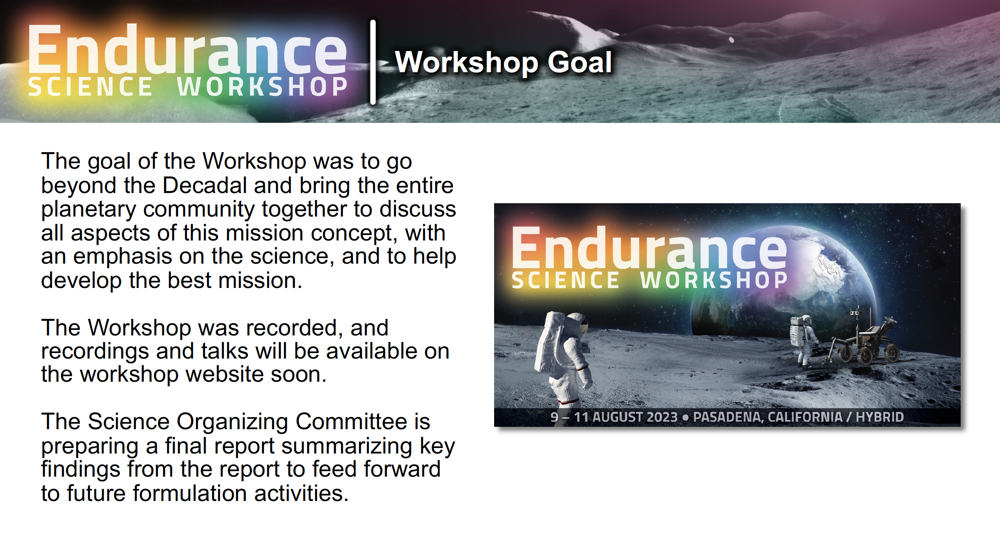 Endurance
SCIENCE WORKSHOP
Workshop Goal
The goal of the Workshop was to go
beyond the Decadal and bring the entire
planetary community together to discuss
all aspects of this mission concept, with
an emphasis on the science, and to help
develop the best mission.
The Workshop was recorded, and
recordings and talks will be available on
the workshop website soon.
The Science Organizing Committee is
preparing a final report summarizing key
findings from the report to feed forward
to future formulation activities.
Endurance
SCIENCE WORKSHOP
9 – 11 AUGUST 2023 ● PASADENA, CALIFORNIA / HYBRID